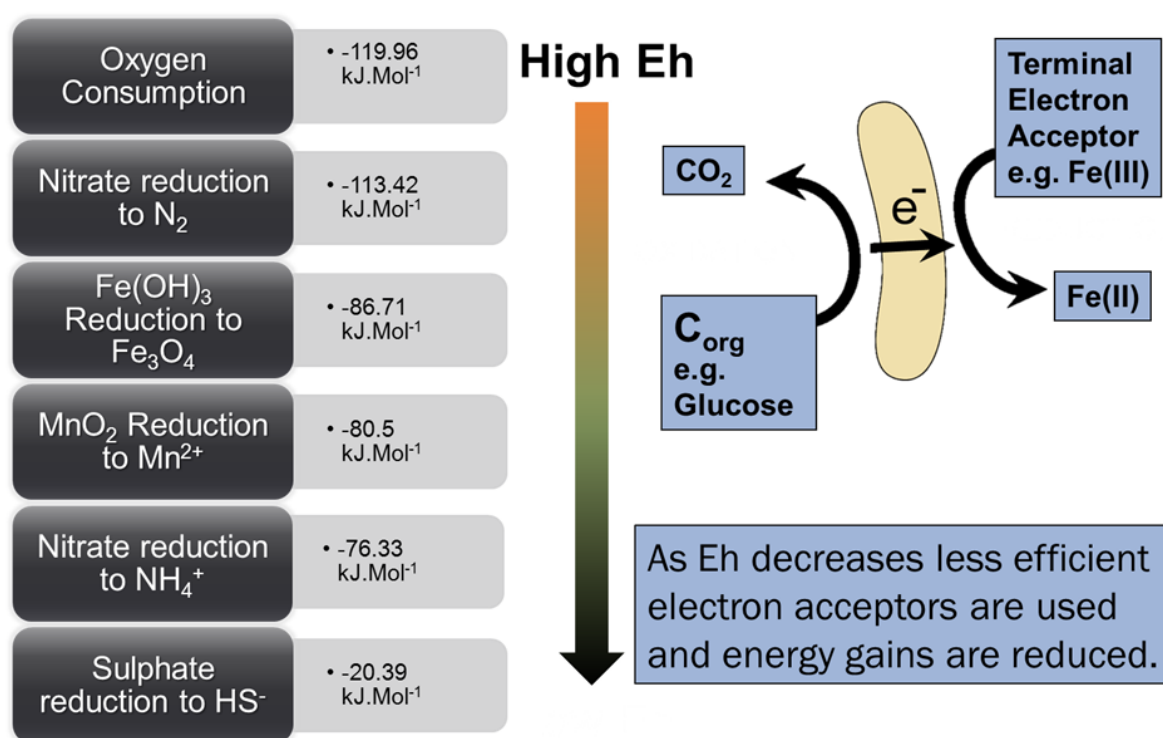 Oxygen
Consumption
• -119.96
kJ.Mol⁻¹
Nitrate reduction
to N₂
• -113.42
kJ.Mol⁻¹
Fe(OH)₃
Reduction to
Fe₃O₄
• -86.71
kJ.Mol⁻¹
MnO₂ Reduction
to Mn²⁺
• -80.5
kJ.Mol⁻¹
Nitrate reduction
to NH₄⁺
• -76.33
kJ.Mol⁻¹
Sulphate
reduction to HS⁻
• -20.39
kJ.Mol⁻¹
High Eh
Terminal
Electron
Acceptor
e.g. Fe(III)
CO₂
e⁻
Fe(II)
C_org
e.g.
Glucose
As Eh decreases less efficient
electron acceptors are used
and energy gains are reduced.